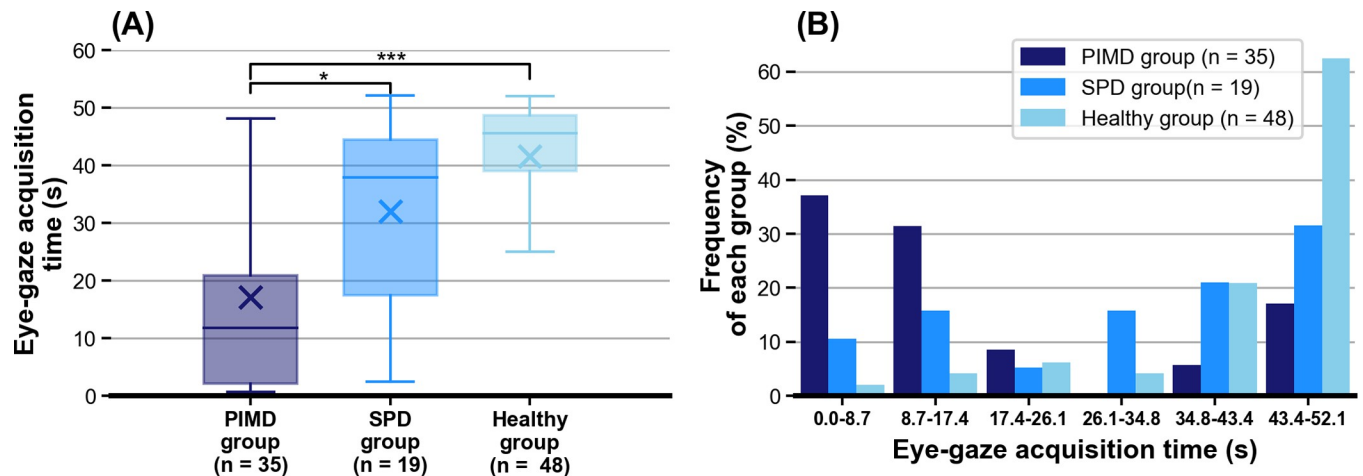 (A)
Eye-gaze acquisition
time (s)
60
50
40
30
20
10
0
***
*
PIMD
group
(n = 35)
SPD
group
(n = 19)
Healthy
group
(n = 48)
(B)
Frequency
of each group (%)
60
50
40
30
20
10
0
PIMD group (n = 35)
SPD group(n = 19)
Healthy group (n = 48)
0.0-8.7 8.7-17.4 17.4-26.1 26.1-34.8 34.8-43.4 43.4-52.1
Eye-gaze acquisition time (s)